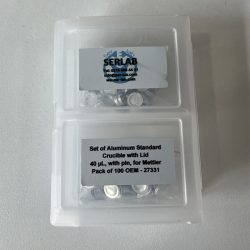 SERLAB
Set of Aluminum Standard
Crucible with Lid
40 µL, with pin, for Mettler
Pack of 100 OEM - 27331